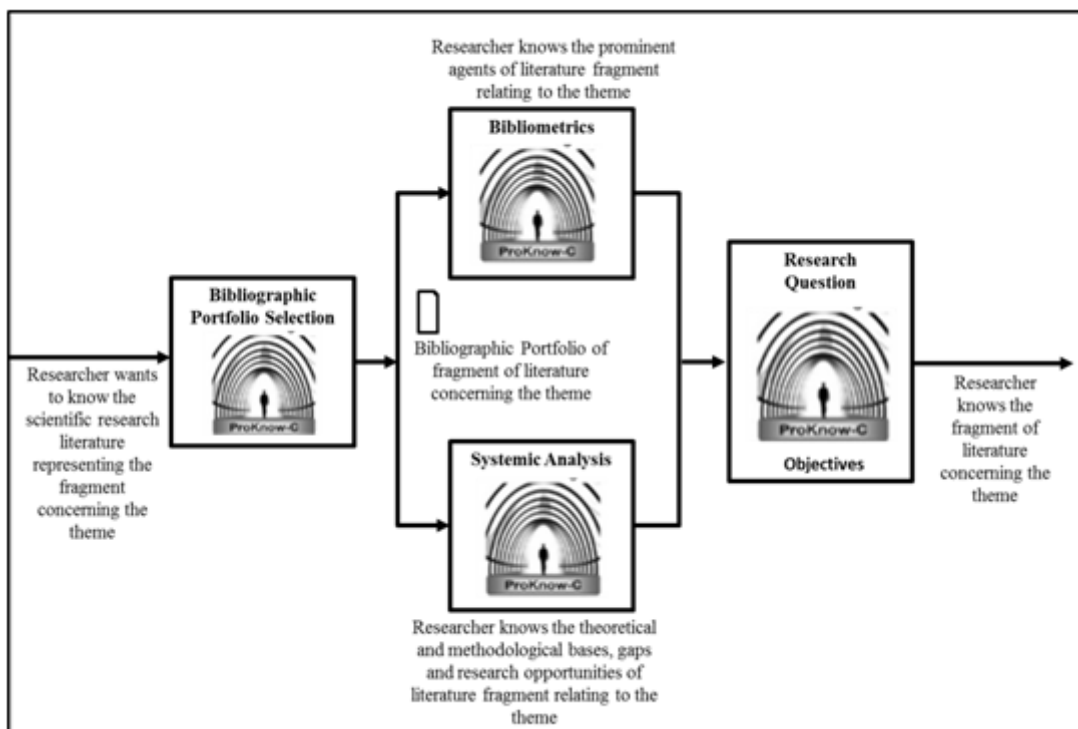 Researcher wants
to know the
scientific research
literature
representing the
fragment
concerning the
theme
Bibliographic
Portfolio Selection
ProKnow-C
Researcher knows the prominent
agents of literature fragment
relating to the theme
Bibliometrics
ProKnow-C
Bibliographic Portfolio of
fragment of literature
concerning the theme
Systemic Analysis
ProKnow-C
Researcher knows the theoretical
and methodological bases, gaps
and research opportunities of
literature fragment relating to the
theme
Research
Question
ProKnow-C
Objectives
Researcher
knows the
fragment of
literature
concerning the
theme